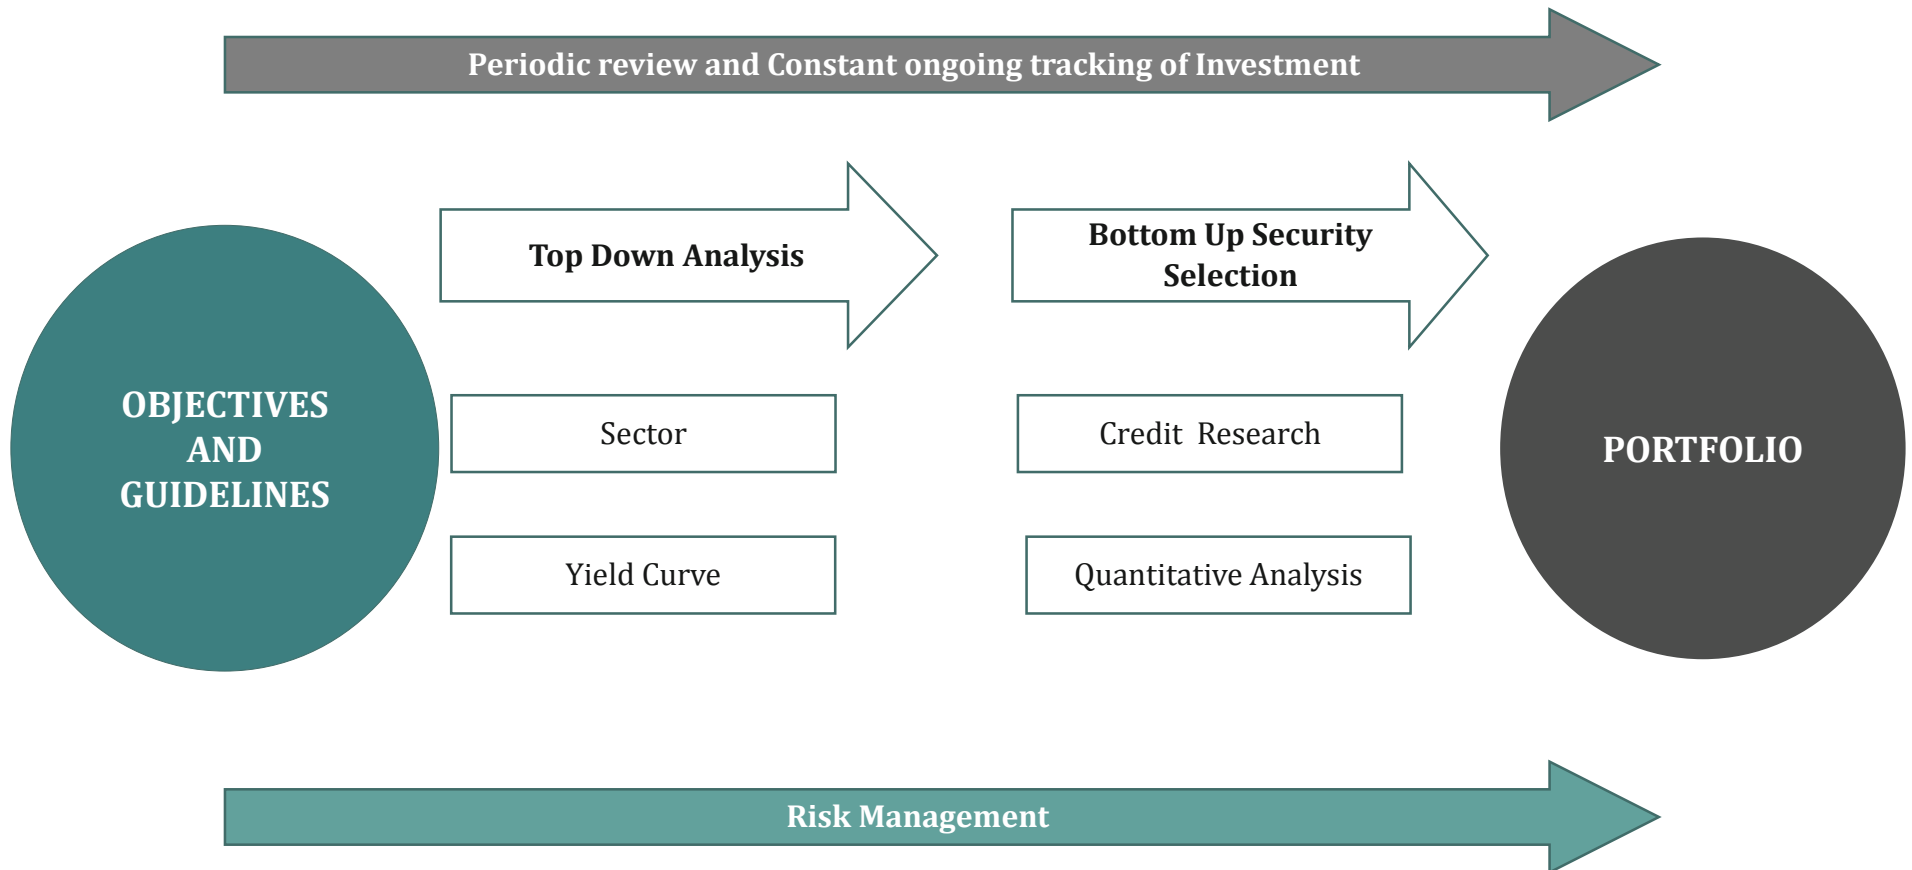 Periodic review and Constant ongoing tracking of Investment
Top Down Analysis
Bottom Up Security
Selection
OBJECTIVES
AND
GUIDELINES
Sector
Credit  Research
PORTFOLIO
Yield Curve
Quantitative Analysis
Risk Management